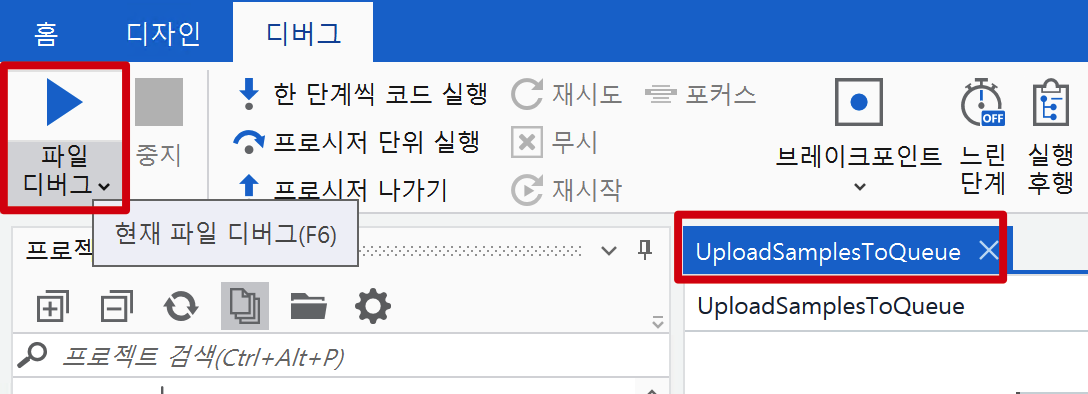 홈 디자인 디버그
파일
디버그
중지
한 단계씩 코드 실행
프로시저 단위 실행
프로시저 나가기
재시도
무시
재시작
포커스
브레이크포인트
OFF
느린
단계
실행
후행
현재 파일 디버그(F6)
UploadSamplesToQueue
UploadSamplesToQueue
프로젝트 검색(Ctrl+Alt+P)